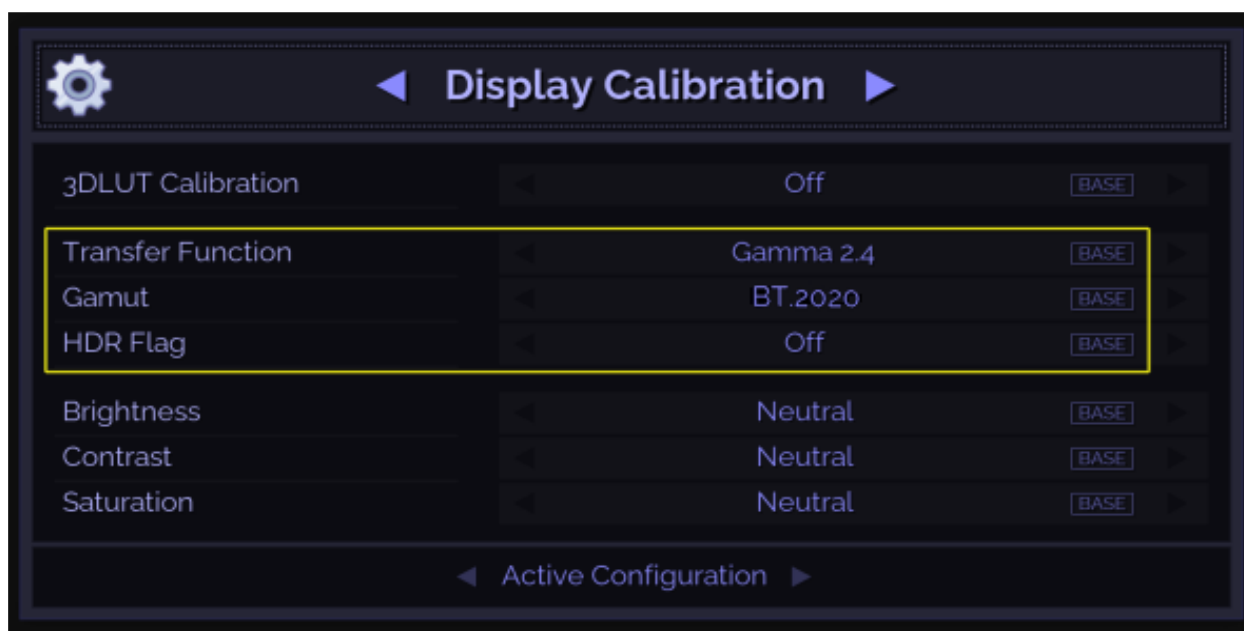 Display Calibration
3DLUT Calibration Off BASE
Transfer Function Gamma 2.4 BASE
Gamut BT.2020 BASE
HDR Flag Off BASE
Brightness Neutral BASE
Contrast Neutral BASE
Saturation Neutral BASE
Active Configuration